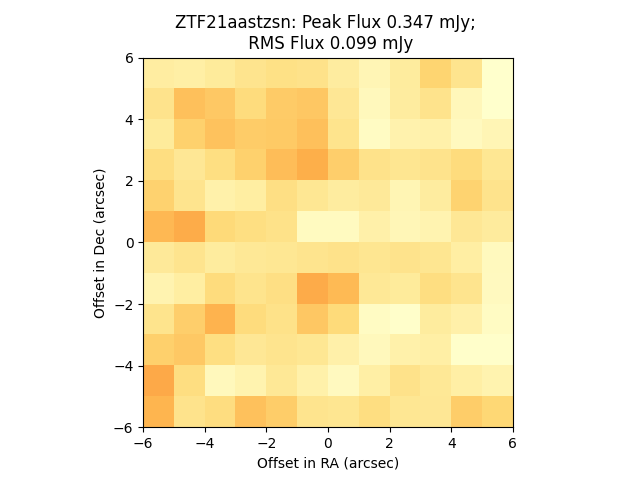 ZTF21aastzsn: Peak Flux 0.347 mJy;
RMS Flux 0.099 mJy
6
4
2
0
−2
−4
−6
Offset in Dec (arcsec)
−6 −4 −2 0 2 4 6
Offset in RA (arcsec)